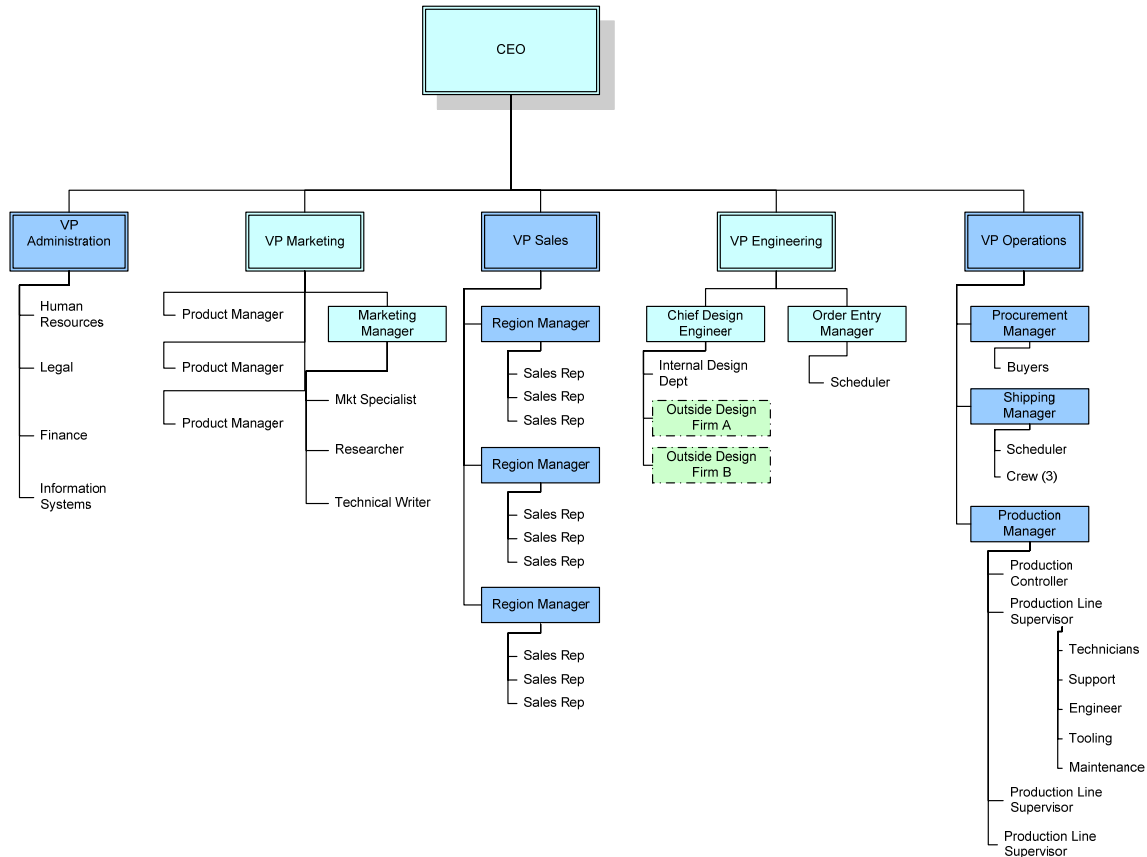 CEO
VP
Administration
Human
Resources
Legal
Finance
Information
Systems
VP Marketing
Product Manager
Product Manager
Product Manager
Marketing
Manager
Mkt Specialist
Researcher
Technical Writer
VP Sales
Region Manager
Sales Rep
Sales Rep
Sales Rep
Region Manager
Sales Rep
Sales Rep
Sales Rep
Region Manager
Sales Rep
Sales Rep
Sales Rep
VP Engineering
Chief Design
Engineer
Internal Design
Dept
Outside Design
Firm A
Outside Design
Firm B
Order Entry
Manager
Scheduler
VP Operations
Procurement
Manager
Buyers
Shipping
Manager
Scheduler
Crew (3)
Production
Manager
Production
Controller
Production Line
Supervisor
Technicians
Support
Engineer
Tooling
Maintenance
Production Line
Supervisor
Production Line
Supervisor